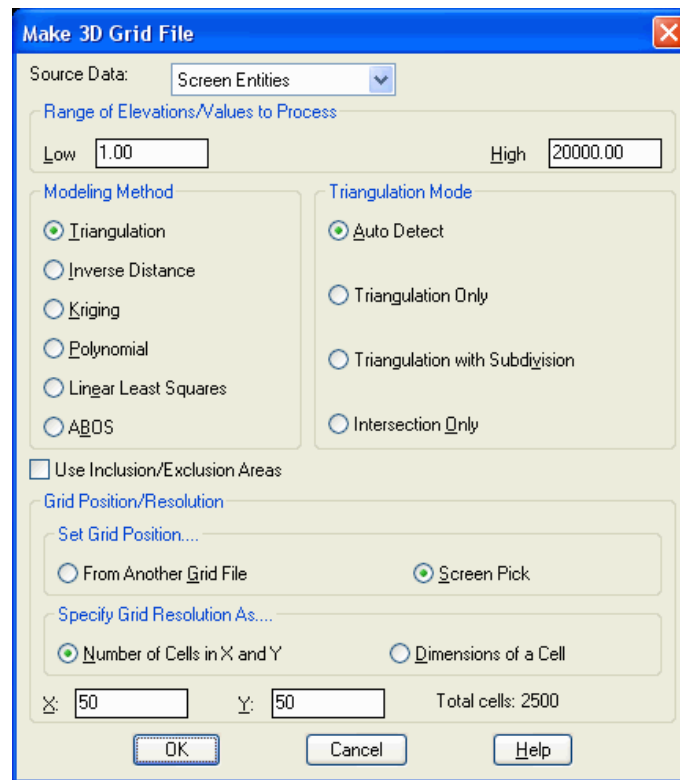 Make 3D Grid File
Source Data: Screen Entities
Range of Elevations/Values to Process
Low 1.00 High 20000.00
Modeling Method
Triangulation
Inverse Distance
Kriging
Polynomial
Linear Least Squares
ABOS
Triangulation Mode
Auto Detect
Triangulation Only
Triangulation with Subdivision
Intersection Only
Use Inclusion/Exclusion Areas
Grid Position/Resolution
Set Grid Position....
From Another Grid File Screen Pick
Specify Grid Resolution As....
Number of Cells in X and Y Dimensions of a Cell
X: 50 Y: 50 Total cells: 2500
OK Cancel Help